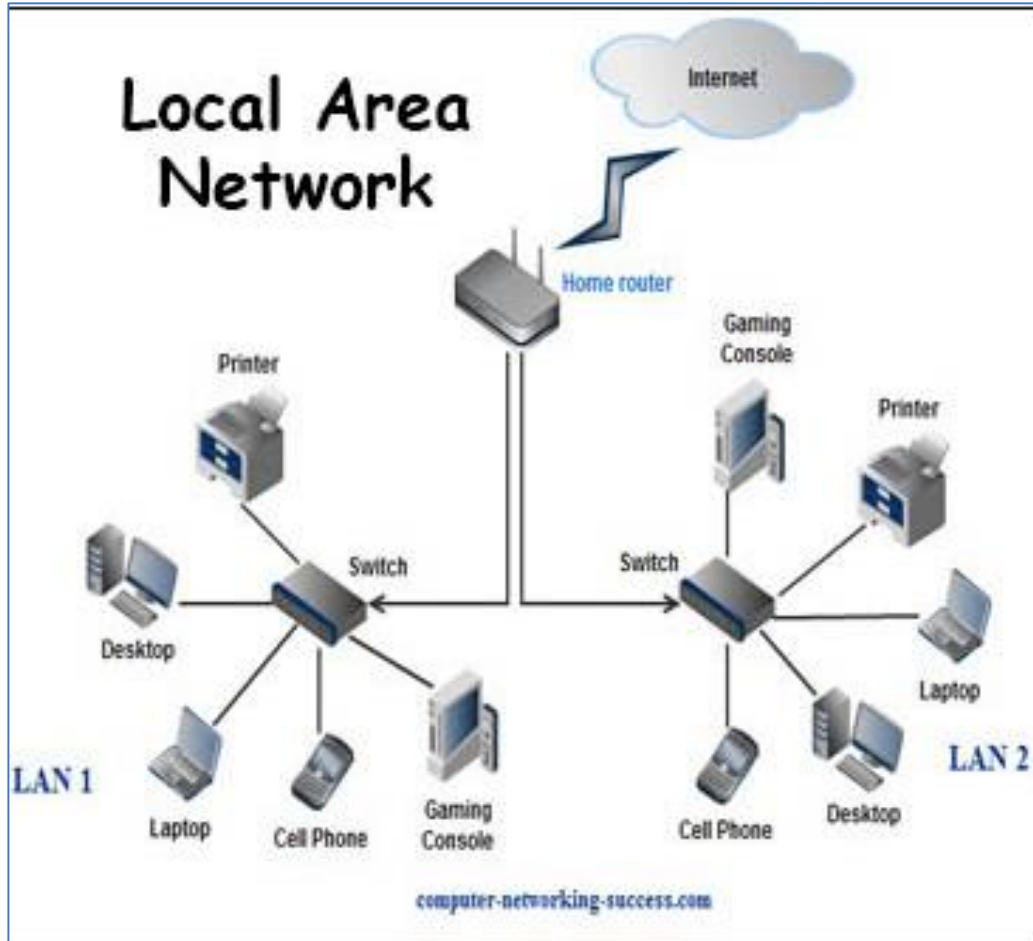 Local Area
Network
Internet
Home router
Gaming
Console
Printer
Printer
Switch
Switch
Desktop
Laptop
LAN 1
LAN 2
Laptop
Cell Phone
Gaming
Console
Cell Phone
Desktop
computer-networking-success.com